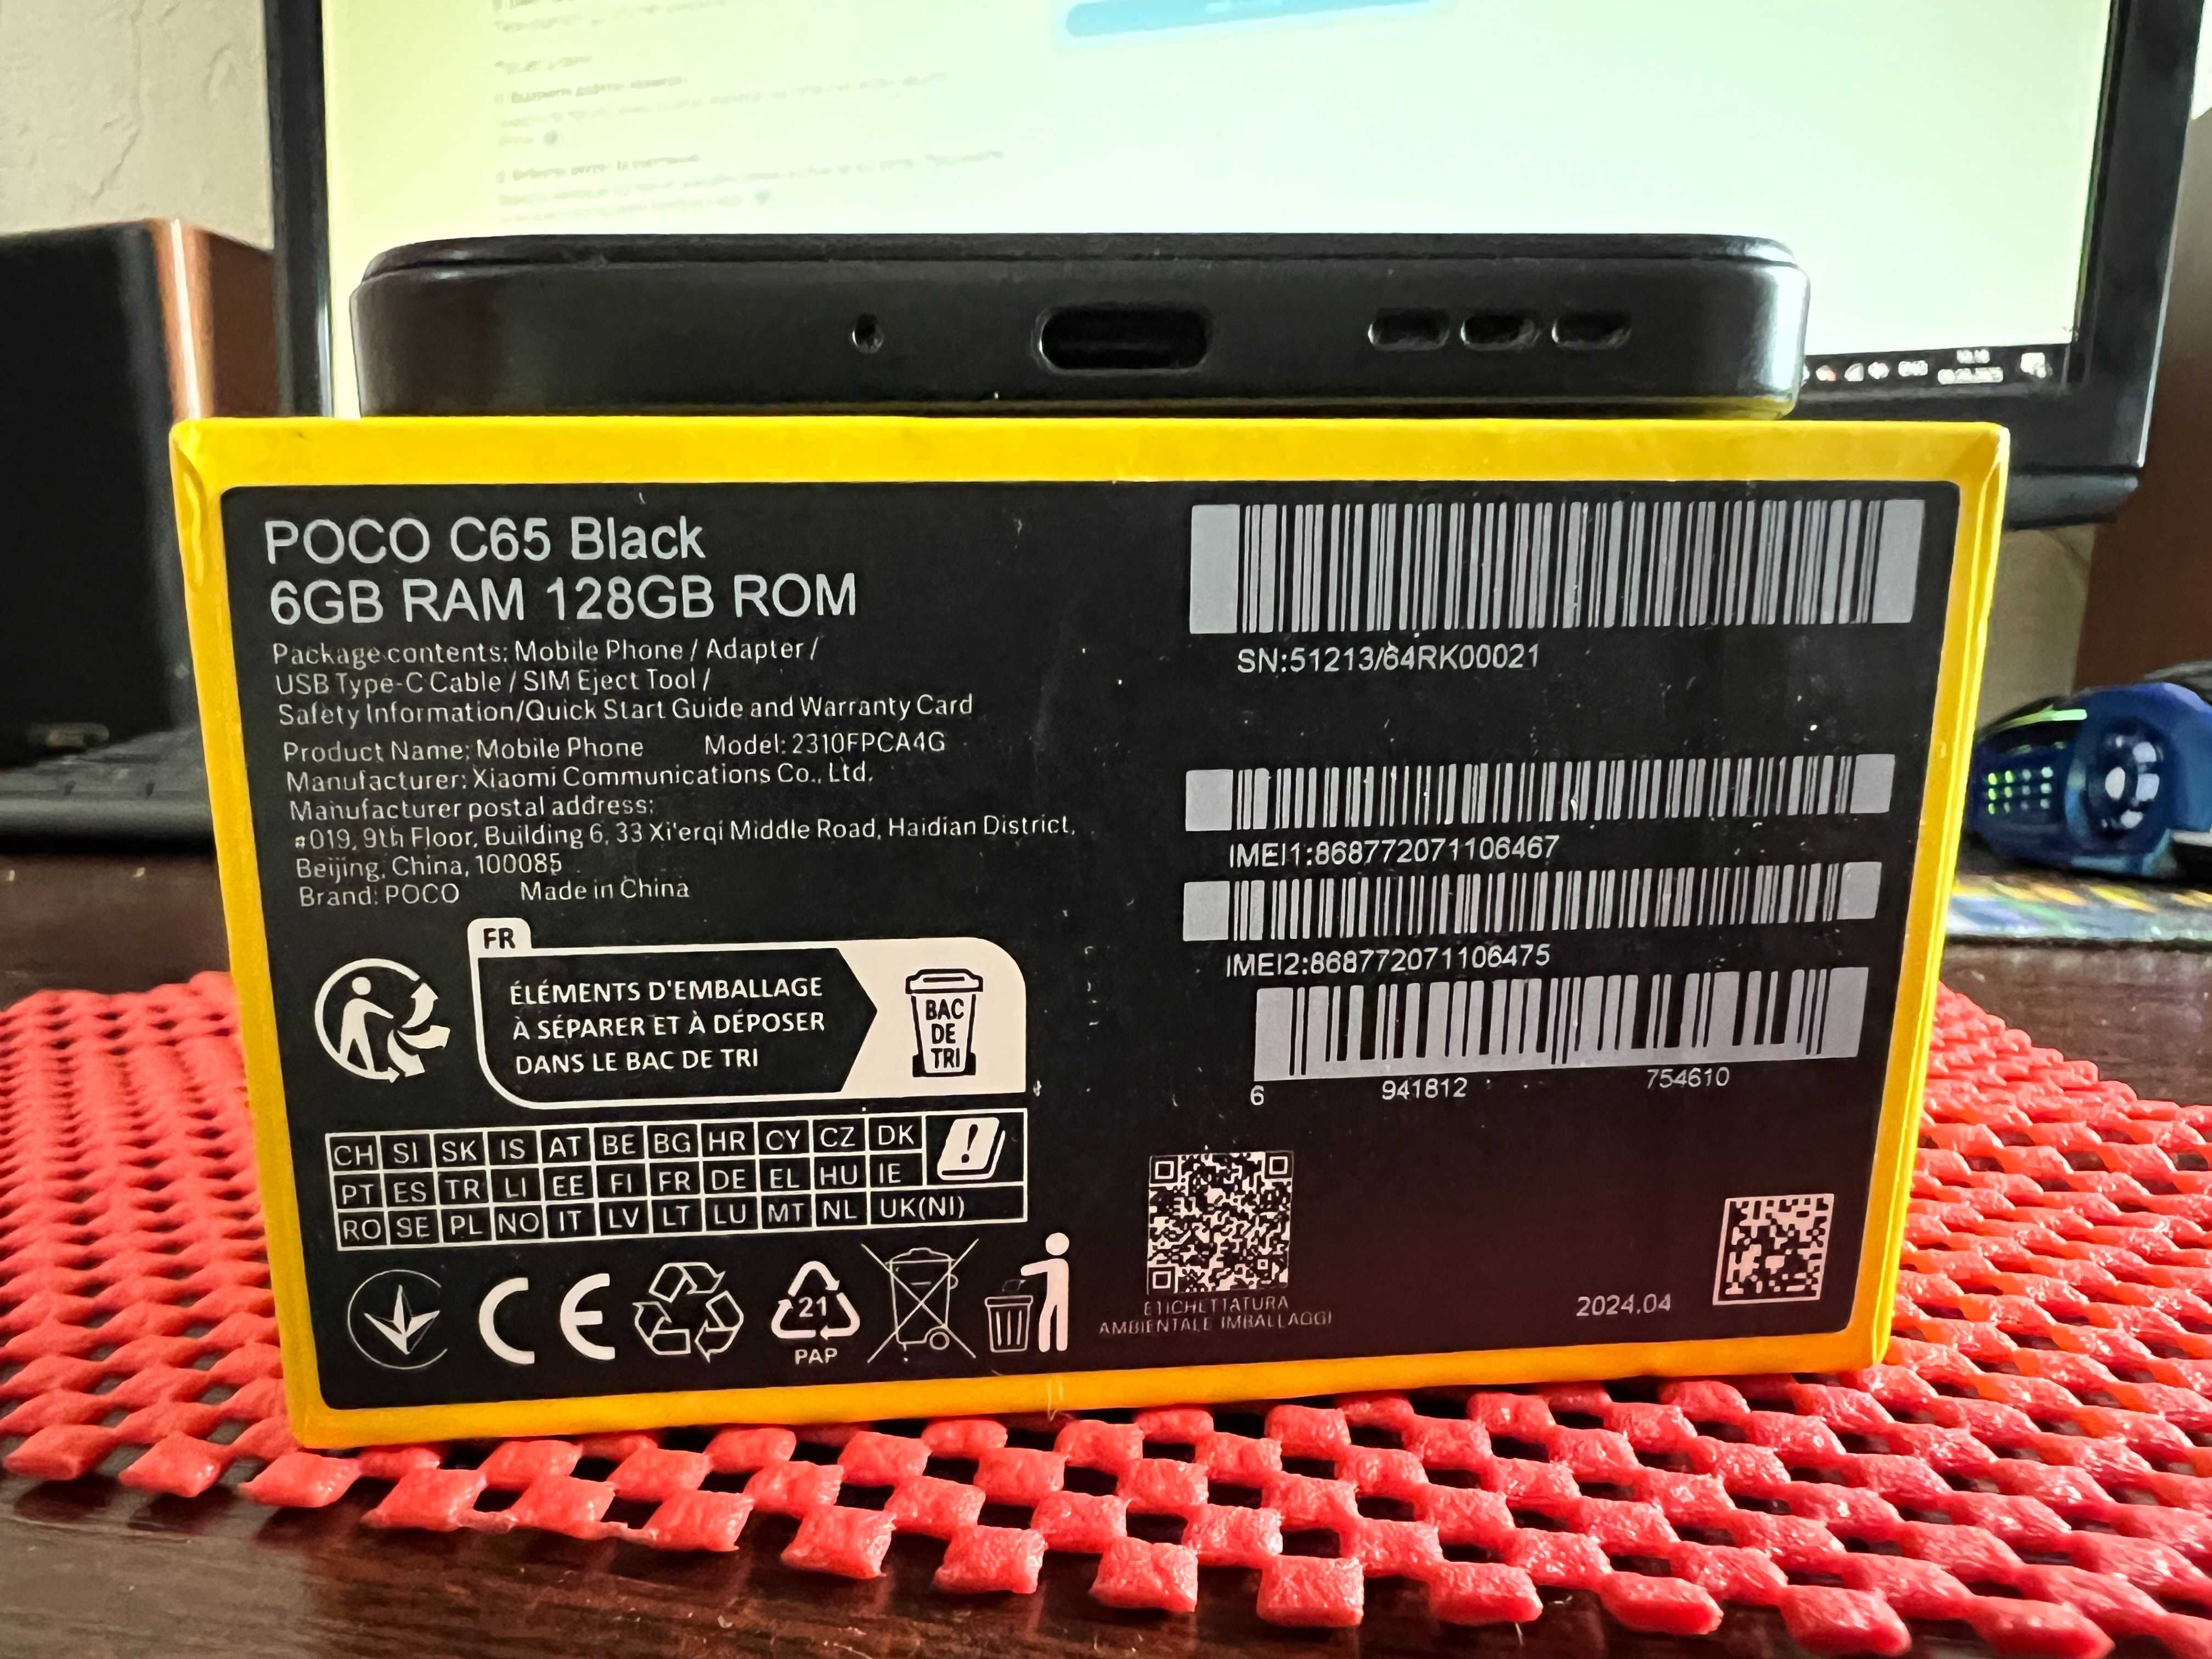 POCO C65 Black
6GB RAM 128GB ROM
Package contents: Mobile Phone / Adapter /
USB Type-C Cable / SIM Eject Tool /
Safety Information/Quick Start Guide and Warranty Card
Product Name: Mobile Phone Model: 2310FPCA4G
Manufacturer: Xiaomi Communications Co., Ltd.
Manufacturer postal address:
#019, 9th Floor, Building 6, 33 Xi'erqi Middle Road, Haidian District,
Beijing, China, 100085
Brand: POCO Made in China
FR
ÉLÉMENTS D'EMBALLAGE
À SÉPARER ET À DÉPOSER
DANS LE BAC DE TRI
BAC
DE
TRI
CH SI SK IS AT BE BG HR CY CZ DK
PT ES TR LI EE FI FR DE EL HU IE
RO SE PL NO IT LV LT LU MT NL UK(NI)
CE
21
PAP
SN:51213/64RK00021
IMEI1:868772071106467
IMEI2:868772071106475
6 941812 754610
ETICHETTATURA
AMBIENTALE IMBALLAGGI
2024.04